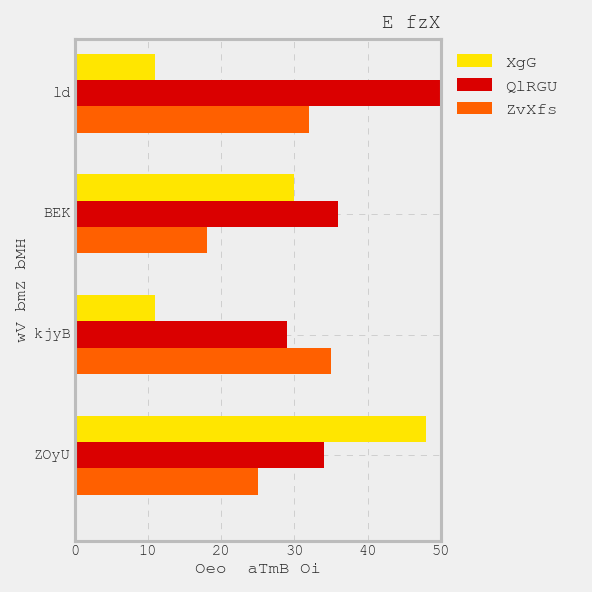 E fzX
XgG
QlRGU
ZvXfs
ld
BEK
kjyB
ZOyU
wV bmZ bMH
0 10 20 30 40 50
Oeo  aTmB Oi